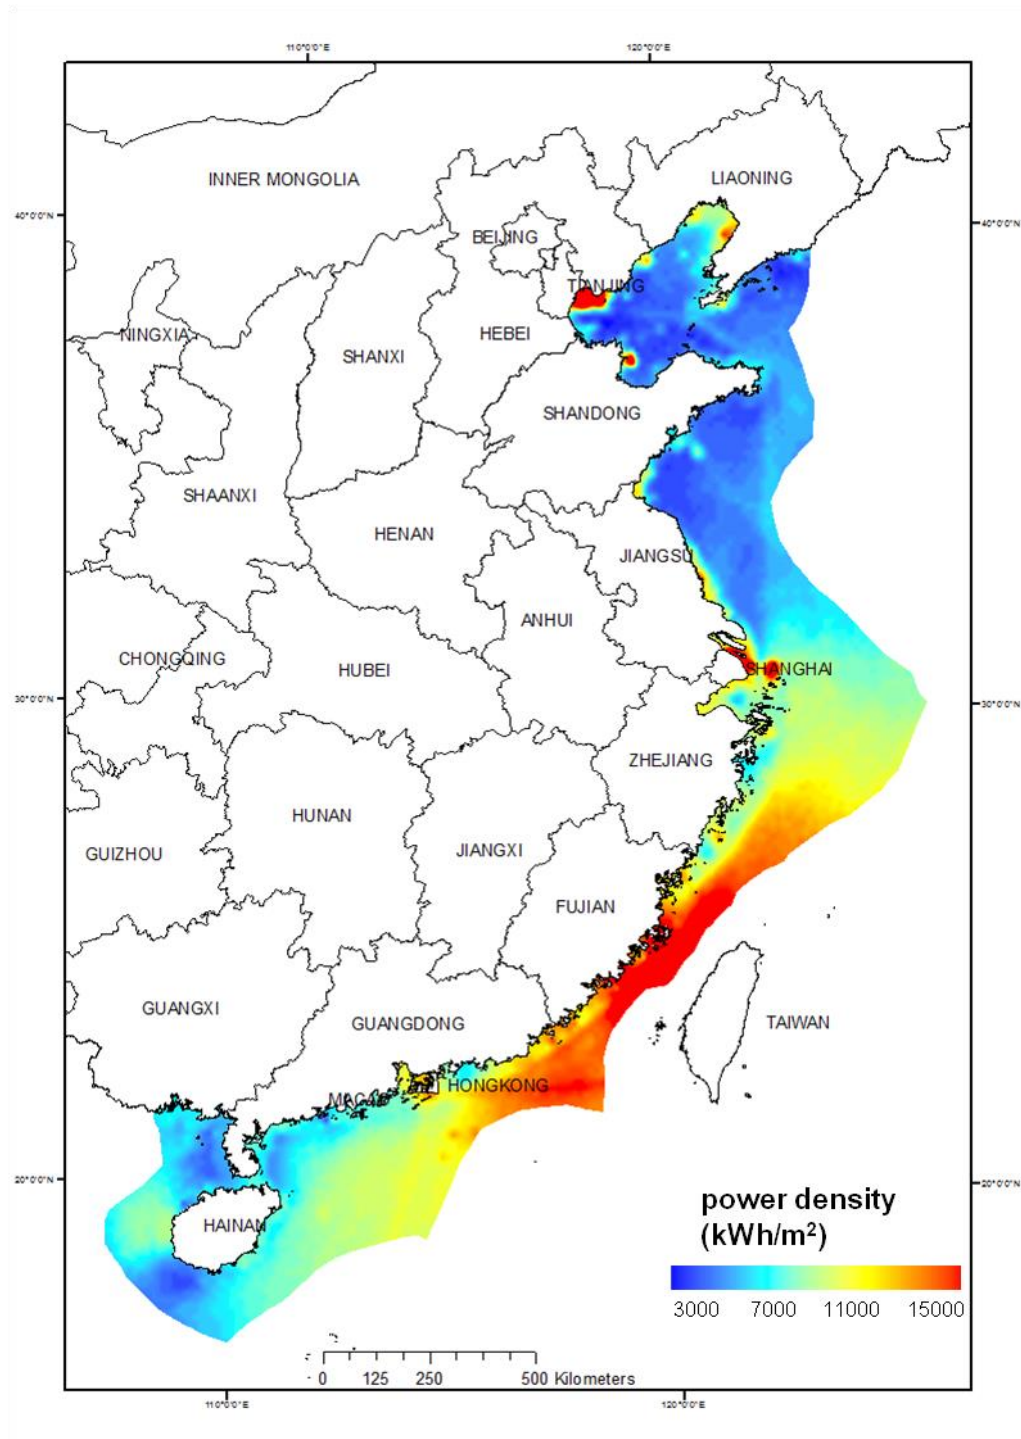 110°0'0"E 120°0'0"E
INNER MONGOLIA
LIAONING
40°0'0"N 40°0'0"N
BEIJING
TIANJING
NINGXIA
HEBEI
SHANXI
SHANDONG
SHAANXI
HENAN
JIANGSU
ANHUI
CHONGQING
HUBEI
SHANGHAI
30°0'0"N 30°0'0"N
ZHEJIANG
HUNAN
GUIZHOU
JIANGXI
FUJIAN
GUANGXI
GUANGDONG
TAIWAN
HONGKONG
MACAO
20°0'0"N 20°0'0"N
HAINAN
power density
(kWh/m²)
3000 7000 11000 15000
0 125 250 500 Kilometers
110°0'0"E 120°0'0"E